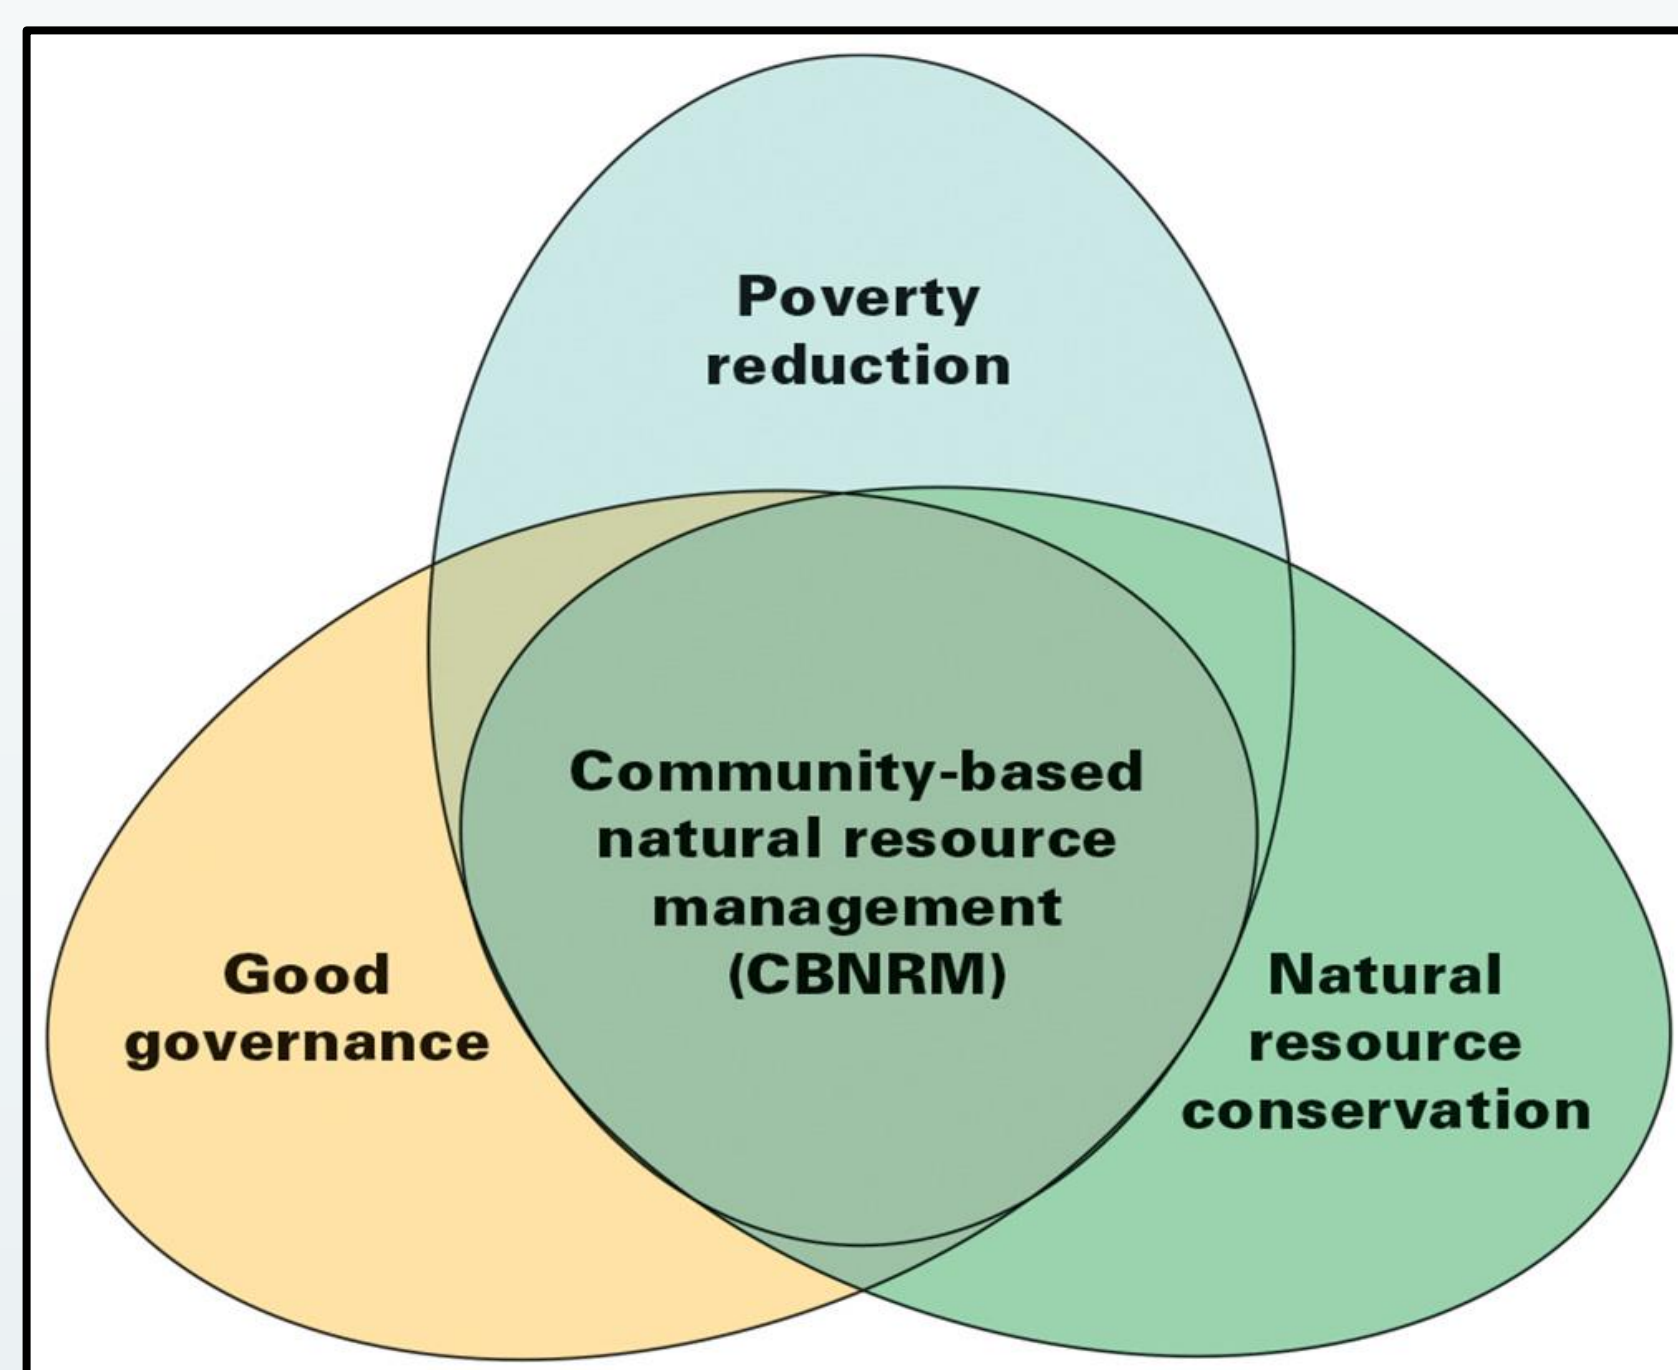 Poverty
reduction
Community-based
natural resource
management
(CBNRM)
Good
governance
Natural
resource
conservation